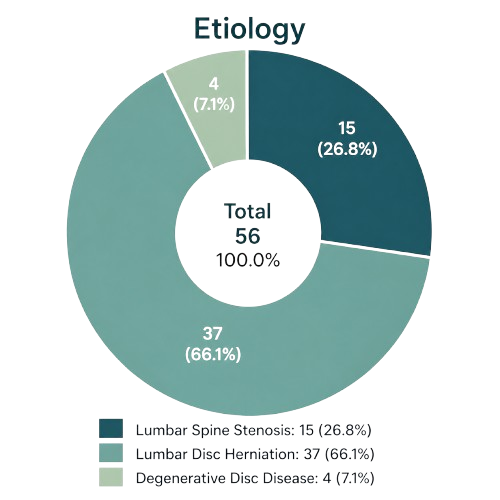 Etiology
4
(7.1%)
15
(26.8%)
Total
56
100.0%
37
(66.1%)
Lumbar Spine Stenosis: 15 (26.8%)
Lumbar Disc Herniation: 37 (66.1%)
Degenerative Disc Disease: 4 (7.1%)